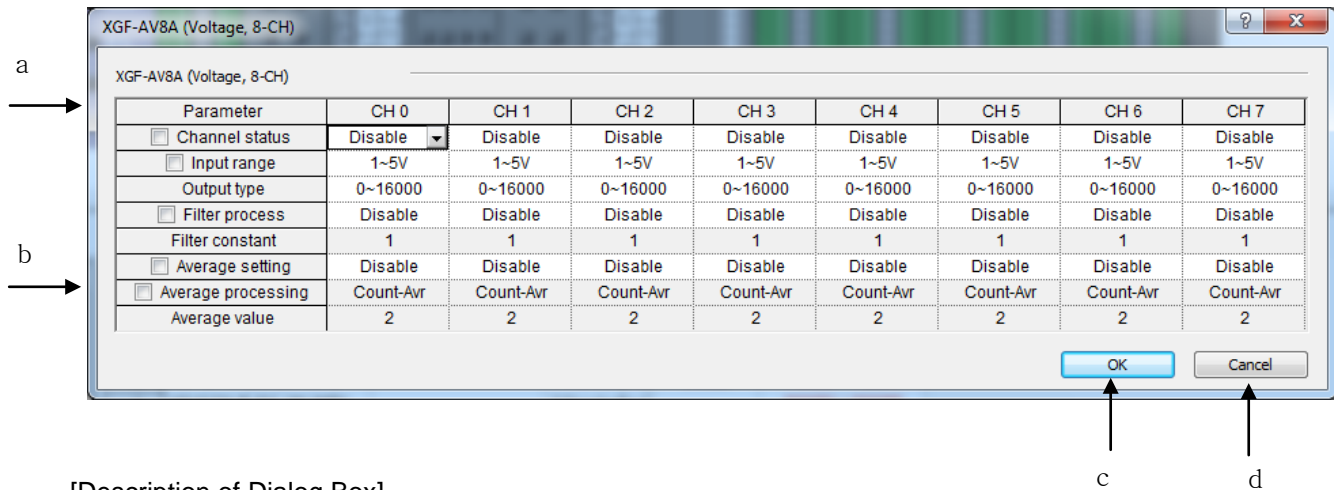 XGF-AV8A (Voltage, 8-CH)
a
XGF-AV8A (Voltage, 8-CH)
Parameter CH 0 CH 1 CH 2 CH 3 CH 4 CH 5 CH 6 CH 7
Channel status Disable Disable Disable Disable Disable Disable Disable Disable
Input range 1~5V 1~5V 1~5V 1~5V 1~5V 1~5V 1~5V 1~5V
Output type 0~16000 0~16000 0~16000 0~16000 0~16000 0~16000 0~16000 0~16000
Filter process Disable Disable Disable Disable Disable Disable Disable Disable
Filter constant 1 1 1 1 1 1 1 1
b
Average setting Disable Disable Disable Disable Disable Disable Disable Disable
Average processing Count-Avr Count-Avr Count-Avr Count-Avr Count-Avr Count-Avr Count-Avr Count-Avr
Average value 2 2 2 2 2 2 2 2
OK Cancel
c d
[Description of Dialog Box]